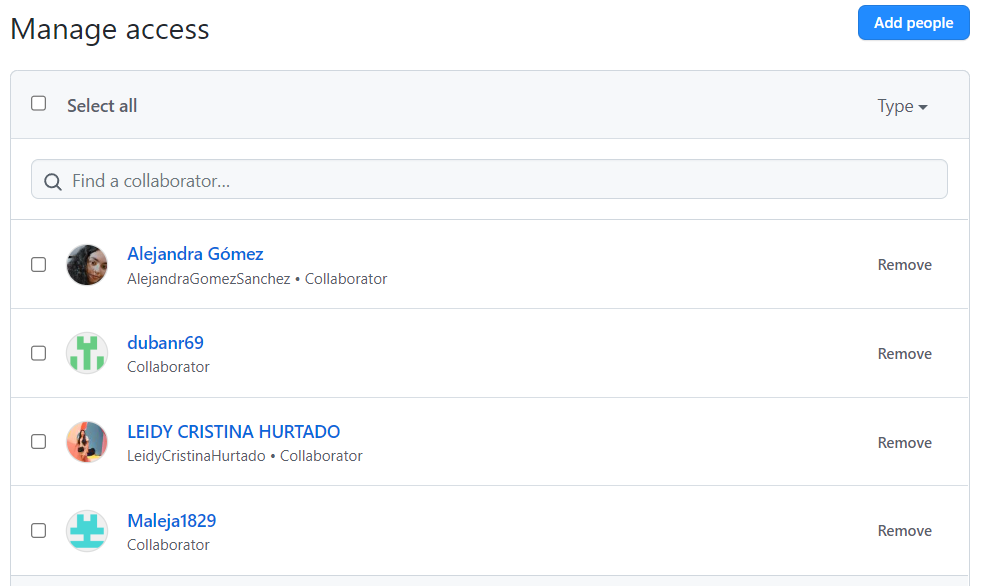 Manage access
Add people
Select all
Type
Find a collaborator...
Alejandra Gómez
AlejandraGomezSanchez • Collaborator
Remove
dubanr69
Collaborator
Remove
LEIDY CRISTINA HURTADO
LeidyCristinaHurtado • Collaborator
Remove
Maleja1829
Collaborator
Remove